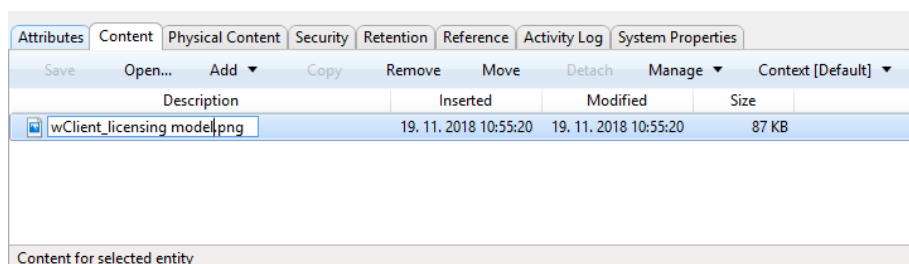 Attributes Content Physical Content Security Retention Reference Activity Log System Properties
Save Open... Add Copy Remove Move Detach Manage Context [Default]
Description Inserted Modified Size
wClient_licensing model.png 19. 11. 2018 10:55:20 19. 11. 2018 10:55:20 87 KB
Content for selected entity